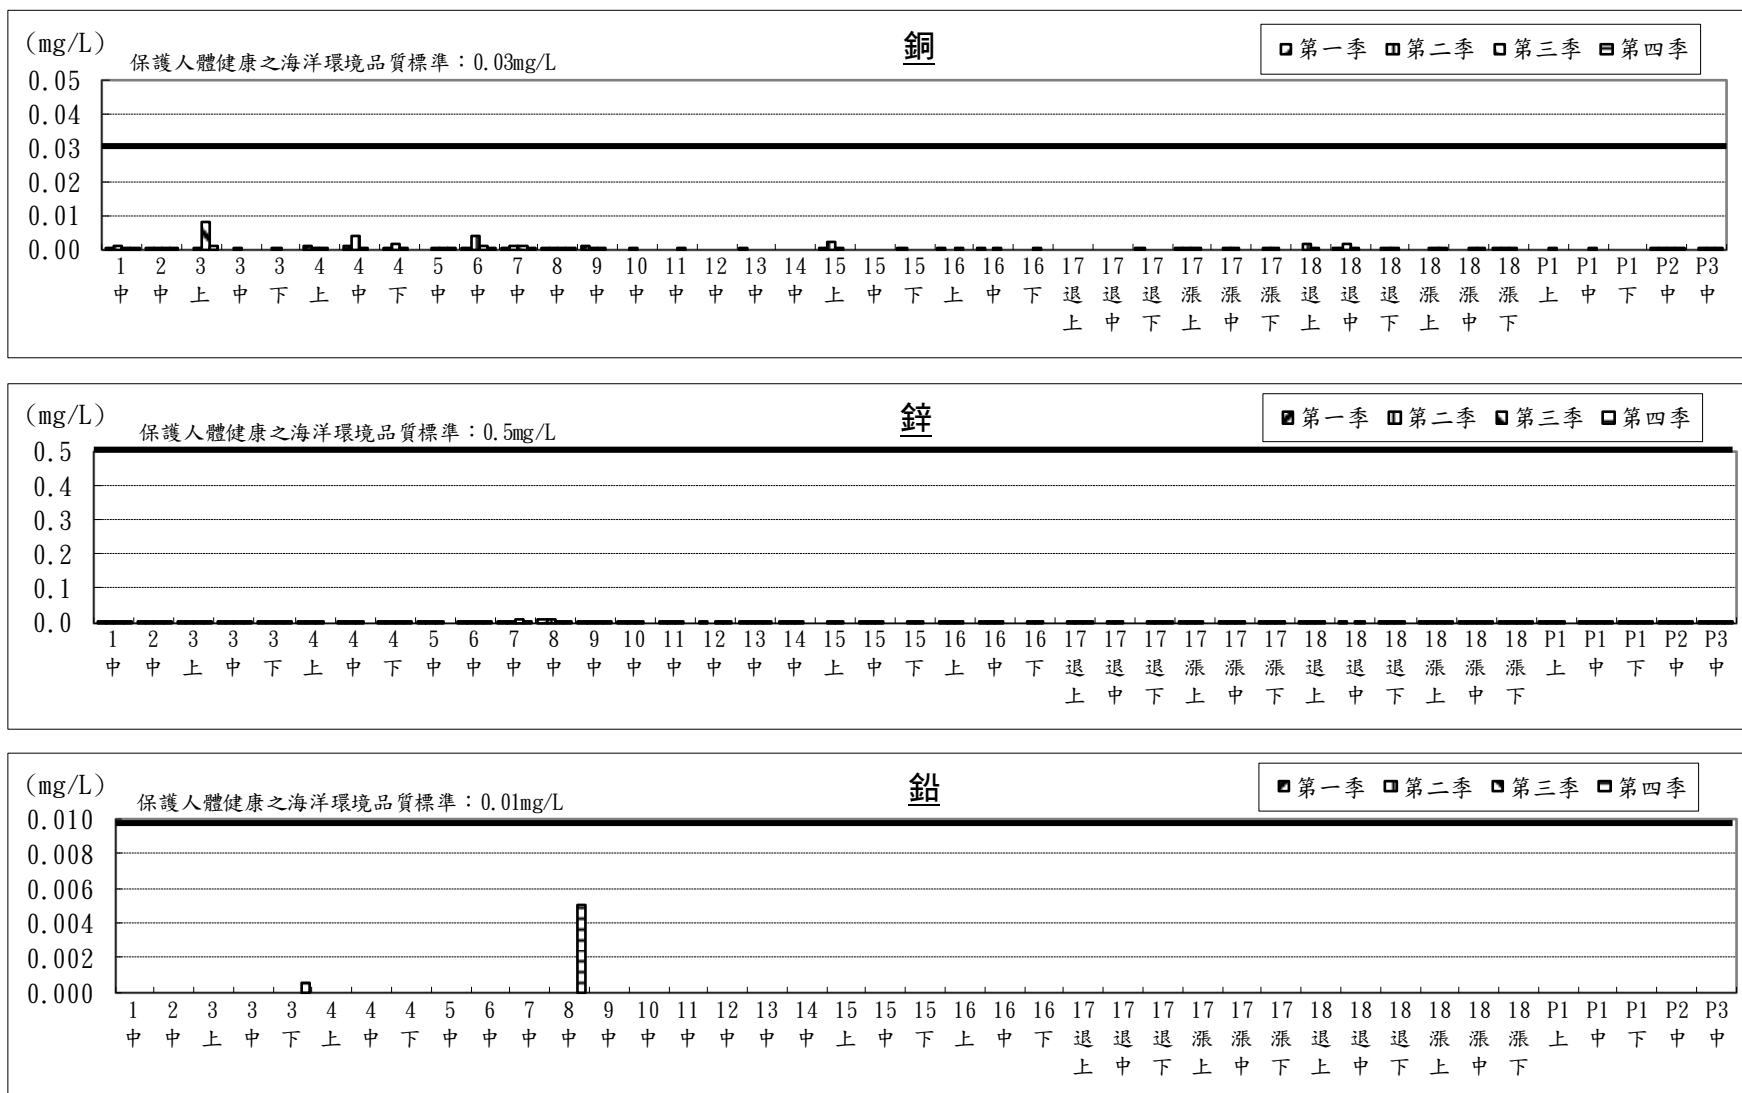 (mg/L)
保護人體健康之海洋環境品質標準：0.03mg/L
銅
第一季 第二季 第三季 第四季
0.05
0.04
0.03
0.02
0.01
0.00
1 2 3 3 3 4 4 4 5 6 7 8 9 10 11 12 13 14 15 15 15 16 16 16 17 17 17 17 17 17 18 18 18 18 18 18 P1 P1 P1 P2 P3
中 中 上 中 下 上 中 下 中 中 中 中 中 中 中 中 中 中 上 中 下 上 中 下 退 退 退 漲 漲 漲 退 退 退 漲 漲 漲 上 中 下 中 中
上 中 下 上 中 下 上 中 下 上 中 下
(mg/L)
保護人體健康之海洋環境品質標準：0.5mg/L
鋅
第一季 第二季 第三季 第四季
0.5
0.4
0.3
0.2
0.1
0.0
1 2 3 3 3 4 4 4 5 6 7 8 9 10 11 12 13 14 15 15 15 16 16 16 17 17 17 17 17 17 18 18 18 18 18 18 P1 P1 P1 P2 P3
中 中 上 中 下 上 中 下 中 中 中 中 中 中 中 中 中 中 上 中 下 上 中 下 退 退 退 漲 漲 漲 退 退 退 漲 漲 漲 上 中 下 中 中
上 中 下 上 中 下 上 中 下 上 中 下
(mg/L)
保護人體健康之海洋環境品質標準：0.01mg/L
鉛
第一季 第二季 第三季 第四季
0.010
0.008
0.006
0.004
0.002
0.000
1 2 3 3 3 4 4 4 5 6 7 8 9 10 11 12 13 14 15 15 15 16 16 16 17 17 17 17 17 17 18 18 18 18 18 18 P1 P1 P1 P2 P3
中 中 上 中 下 上 中 下 中 中 中 中 中 中 中 中 中 中 上 中 下 上 中 下 退 退 退 漲 漲 漲 退 退 退 漲 漲 漲 上 中 下 中 中
上 中 下 上 中 下 上 中 下 上 中 下